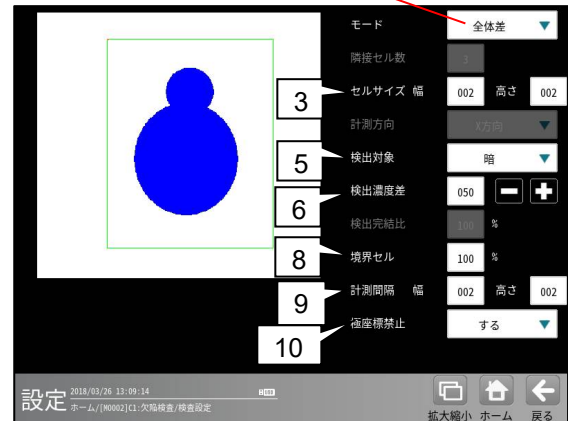 モード 全体差
隣接セル数 3
3 セルサイズ 幅 002 高さ 002
計測方向 X方向
5 検出対象 暗
6 検出濃度差 050
検出完結比 100 %
8 境界セル 100 %
9 計測間隔 幅 002 高さ 002
10 極座標禁止 する
設定 2018/03/26 13:09:14
ホーム/[M0002]C1:欠陥検査/検査設定
拡大縮小 ホーム 戻る